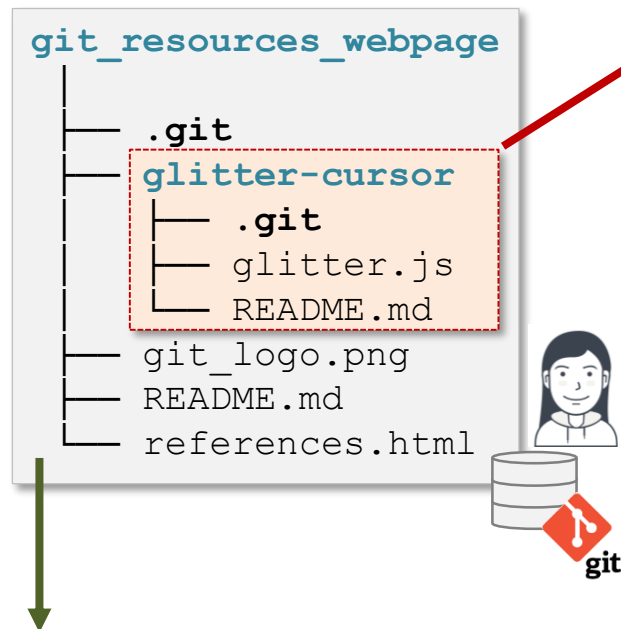 git_resources_webpage
.git
glitter-cursor
.git
glitter.js
README.md
git_logo.png
README.md
references.html
git